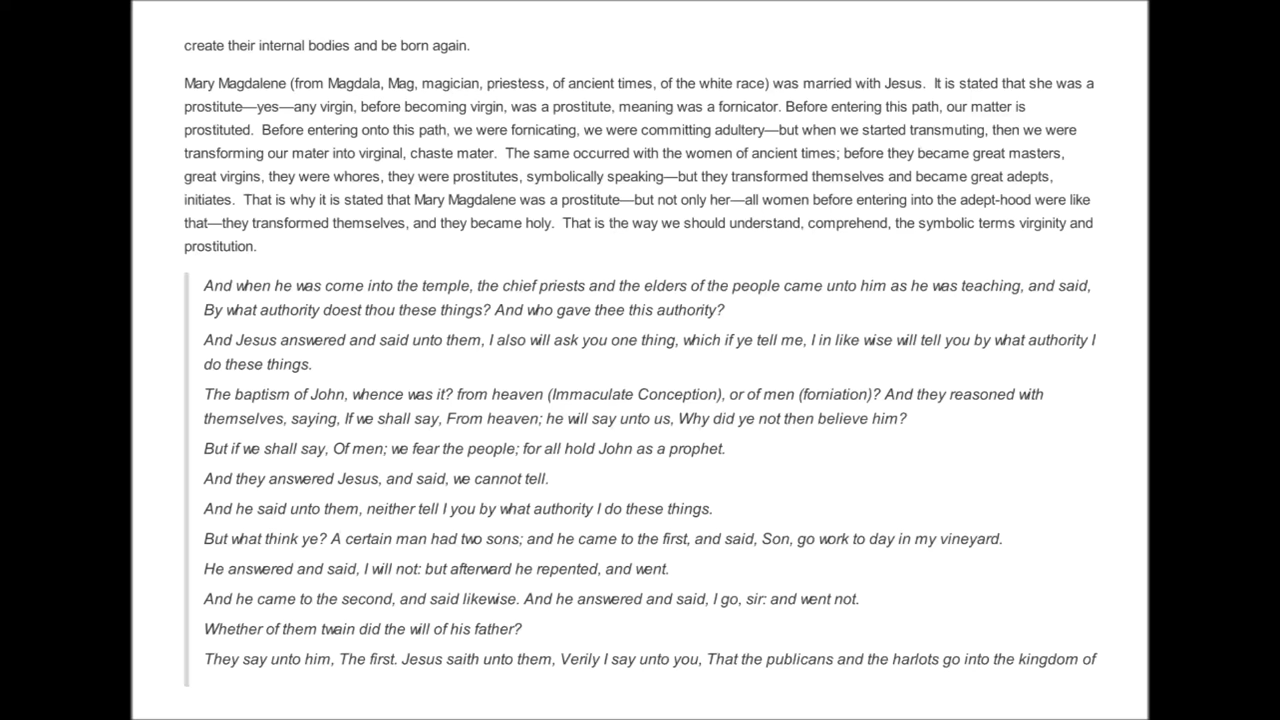 create their internal bodies and be born again.
Mary Magdalene (from Magdala, Mag, magician, priestess, of ancient times, of the white race) was married with Jesus.  It is stated that she was a
prostitute—yes—any virgin, before becoming virgin, was a prostitute, meaning was a fornicator. Before entering this path, our matter is
prostituted.  Before entering onto this path, we were fornicating, we were committing adultery—but when we started transmuting, then we were
transforming our mater into virginal, chaste mater.  The same occurred with the women of ancient times; before they became great masters,
great virgins, they were whores, they were prostitutes, symbolically speaking—but they transformed themselves and became great adepts,
initiates.  That is why it is stated that Mary Magdalene was a prostitute—but not only her—all women before entering into the adept-hood were like
that—they transformed themselves, and they became holy.  That is the way we should understand, comprehend, the symbolic terms virginity and
prostitution.
And when he was come into the temple, the chief priests and the elders of the people came unto him as he was teaching, and said,
By what authority doest thou these things? And who gave thee this authority?
And Jesus answered and said unto them, I also will ask you one thing, which if ye tell me, I in like wise will tell you by what authority I
do these things.
The baptism of John, whence was it? from heaven (Immaculate Conception), or of men (forniation)? And they reasoned with
themselves, saying, If we shall say, From heaven; he will say unto us, Why did ye not then believe him?
But if we shall say, Of men; we fear the people; for all hold John as a prophet.
And they answered Jesus, and said, we cannot tell.
And he said unto them, neither tell I you by what authority I do these things.
But what think ye? A certain man had two sons; and he came to the first, and said, Son, go work to day in my vineyard.
He answered and said, I will not: but afterward he repented, and went.
And he came to the second, and said likewise. And he answered and said, I go, sir: and went not.
Whether of them twain did the will of his father?
They say unto him, The first. Jesus saith unto them, Verily I say unto you, That the publicans and the harlots go into the kingdom of